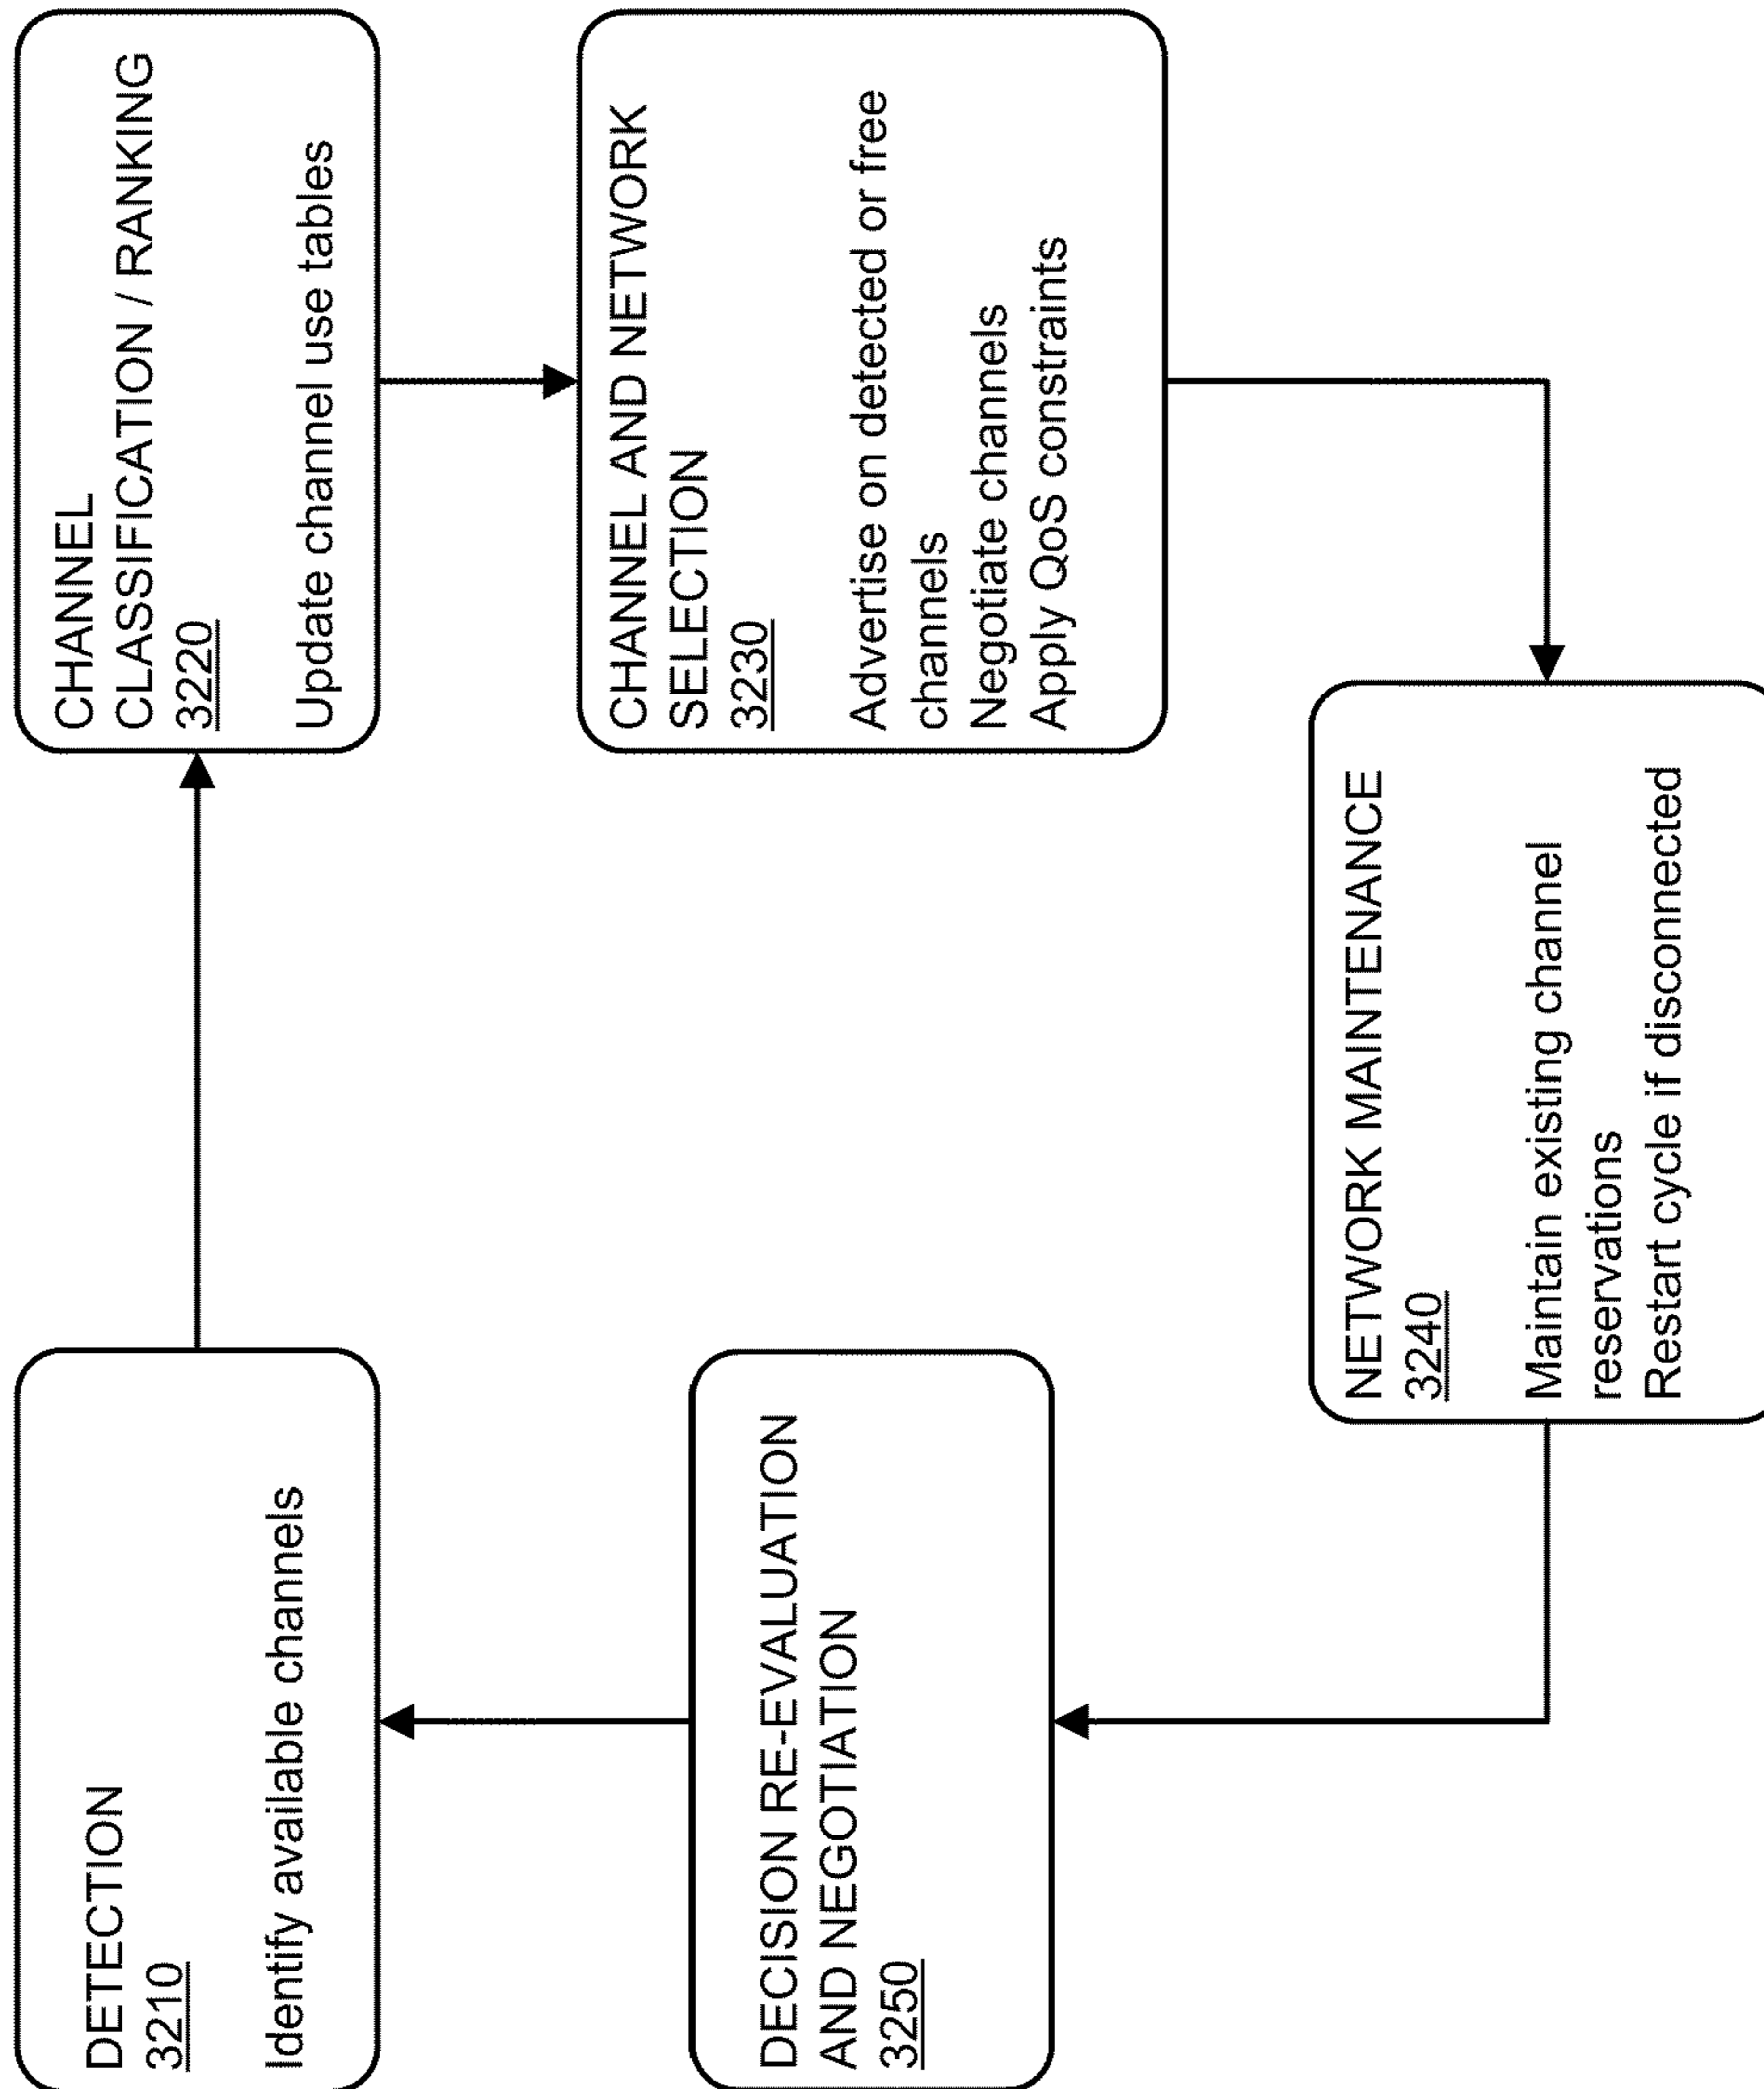 DETECTION
3210
Identify available channels
CHANNEL
CLASSIFICATION / RANKING
3220
Update channel use tables
CHANNEL AND NETWORK
SELECTION
3230
Advertise on detected or free
channels
Negotiate channels
Apply QoS constraints
NETWORK MAINTENANCE
3240
Maintain existing channel
reservations
Restart cycle if disconnected
DECISION RE-EVALUATION
AND NEGOTIATION
3250